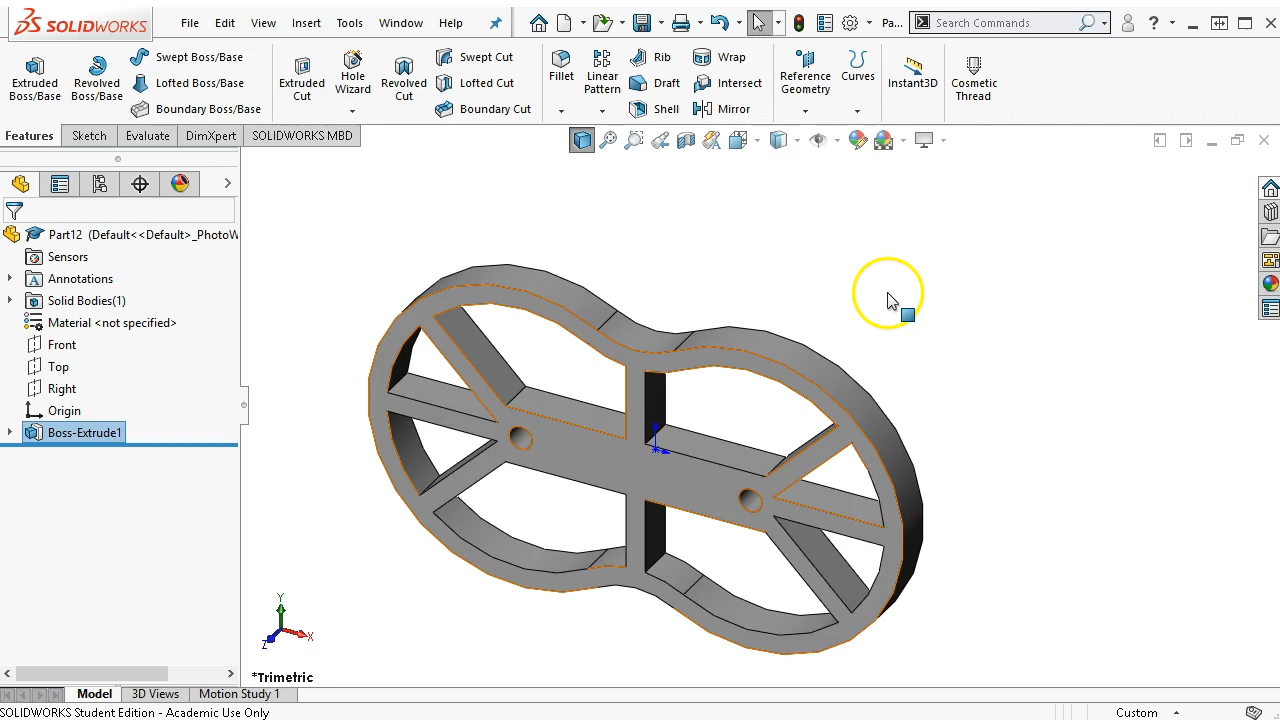 SOLIDWORKS
File Edit View Insert Tools Window Help
Pa...
Search Commands
?
Extruded Boss/Base
Revolved Boss/Base
Swept Boss/Base
Lofted Boss/Base
Boundary Boss/Base
Extruded Cut
Hole Wizard
Revolved Cut
Swept Cut
Lofted Cut
Boundary Cut
Fillet
Linear Pattern
Rib
Draft
Shell
Wrap
Intersect
Mirror
Reference Geometry
Curves
Instant3D
Cosmetic Thread
Features Sketch Evaluate DimXpert SOLIDWORKS MBD
Part12 (Default<<Default>_PhotoW
Sensors
Annotations
Solid Bodies(1)
Material <not specified>
Front
Top
Right
Origin
Boss-Extrude1
Y
X
Z
*Trimetric
Model 3D Views Motion Study 1
SOLIDWORKS Student Edition - Academic Use Only
Custom